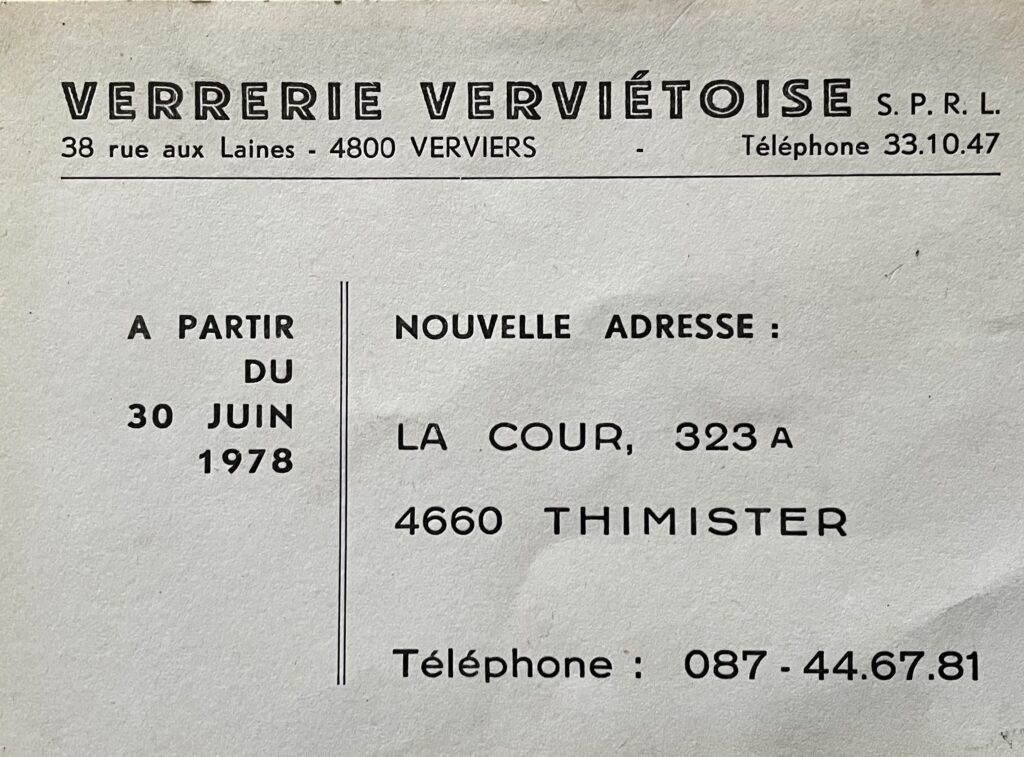 VERRERIE VERVIÉTOISE S. P. R. L.
38 rue aux Laines - 4800 VERVIERS - Téléphone 33.10.47
A PARTIR
DU
30 JUIN
1978
NOUVELLE ADRESSE :
LA COUR, 323 A
4660 THIMISTER
Téléphone : 087 - 44.67.81